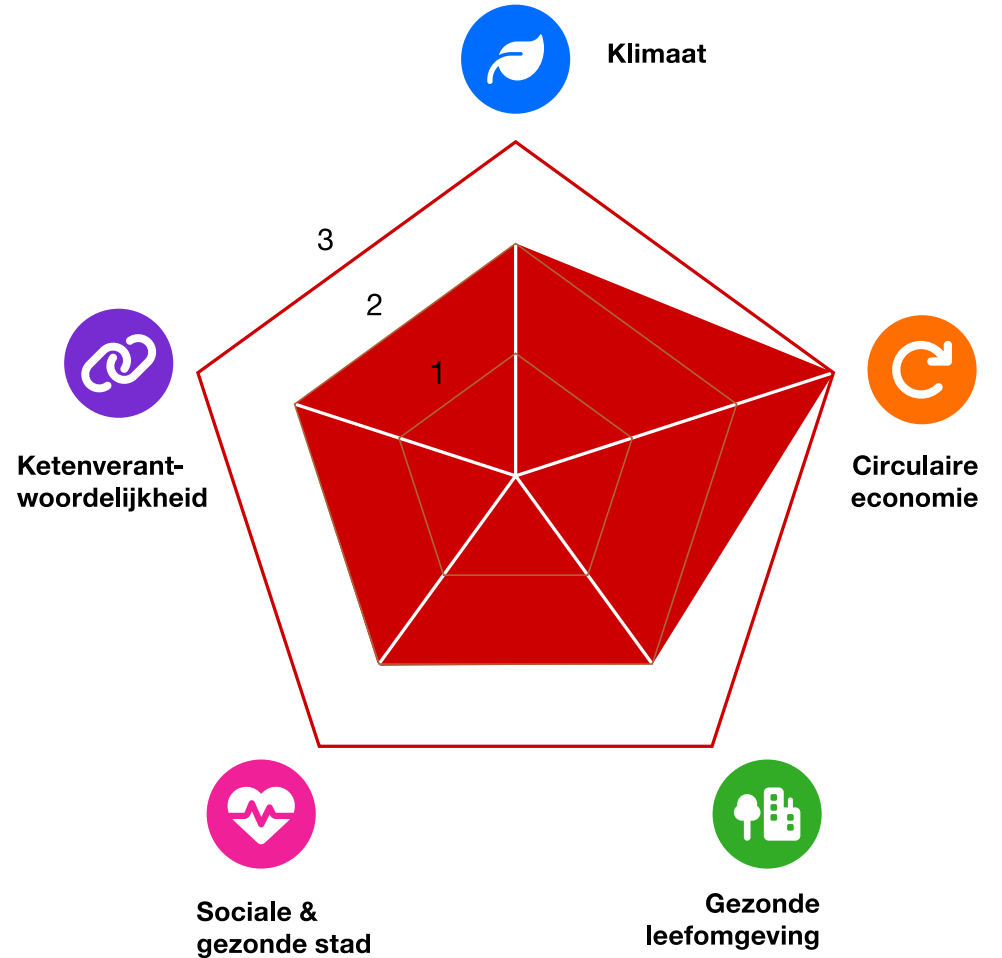 Klimaat
3
2
1
Ketenverant-
woordelijkheid
Circulaire
economie
Sociale &
gezonde stad
Gezonde
leefomgeving